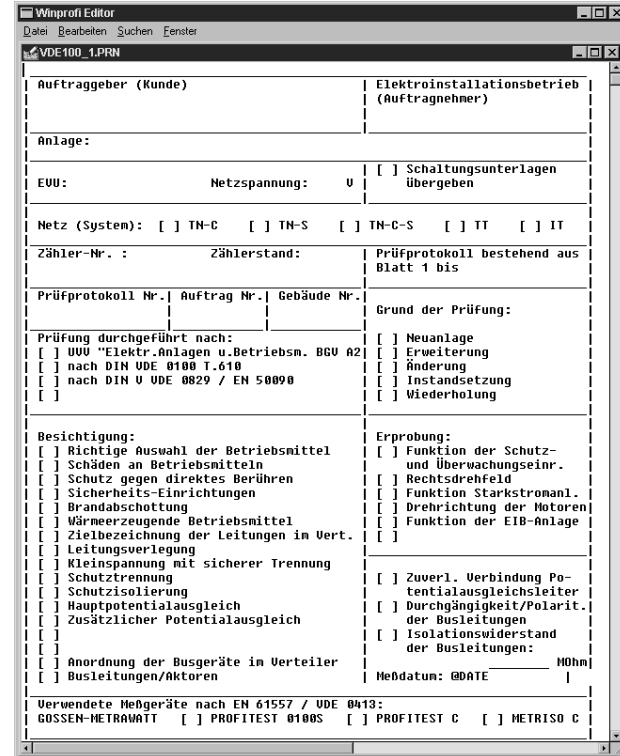 Winprofi Editor
Datei Bearbeiten Suchen Fenster
VDE100_1.PRN
Auftraggeber (Kunde) | Elektroinstallationsbetrieb
(Auftragnehmer)
Anlage:
[ ] Schaltungsunterlagen
EVU: Netzspannung: V | übergeben
Netz (System): [ ] TN-C [ ] TN-S [ ] TN-C-S [ ] TT [ ] IT
Zähler-Nr. : Zählerstand: | Prüfprotokoll bestehend aus
Blatt 1 bis
Prüfprotokoll Nr.| Auftrag Nr.| Gebäude Nr.
Grund der Prüfung:
Prüfung durchgeführt nach: | [ ] Neuanlage
[ ] UVV "Elektr.Anlagen u.Betriebsm. BGV A2| [ ] Erweiterung
[ ] nach DIN VDE 0100 T.610 | [ ] Änderung
[ ] nach DIN V VDE 0829 / EN 50090 | [ ] Instandsetzung
[ ] | [ ] Wiederholung
Besichtigung: | Erprobung:
[ ] Richtige Auswahl der Betriebsmittel | [ ] Funktion der Schutz-
[ ] Schäden an Betriebsmitteln | und Überwachungseinr.
[ ] Schutz gegen direktes Berühren | [ ] Rechtsdrehfeld
[ ] Sicherheits-Einrichtungen | [ ] Funktion Starkstromanl.
[ ] Brandabschottung | [ ] Drehrichtung der Motoren
[ ] Wärmeerzeugende Betriebsmittel | [ ] Funktion der EIB-Anlage
[ ] Zielbezeichnung der Leitungen im Vert. | [ ]
[ ] Leitungsverlegung
[ ] Kleinspannung mit sicherer Trennung
[ ] Schutztrennung | [ ] Zuverl. Verbindung Po-
[ ] Schutzisolierung | tentialausgleichsleiter
[ ] Hauptpotentialausgleich | [ ] Durchgängigkeit/Polarit.
[ ] Zusätzlicher Potentialausgleich | der Busleitungen
[ ] | [ ] Isolationswiderstand
[ ] | der Busleitungen:
[ ] Anordnung der Busgeräte im Verteiler | MOhm
[ ] Busleitungen/Aktoren | Meßdatum: @DATE
Verwendete Meßgeräte nach EN 61557 / VDE 0413:
GOSSEN-METRAWATT [ ] PROFITEST 0100S [ ] PROFITEST C [ ] METRISO C